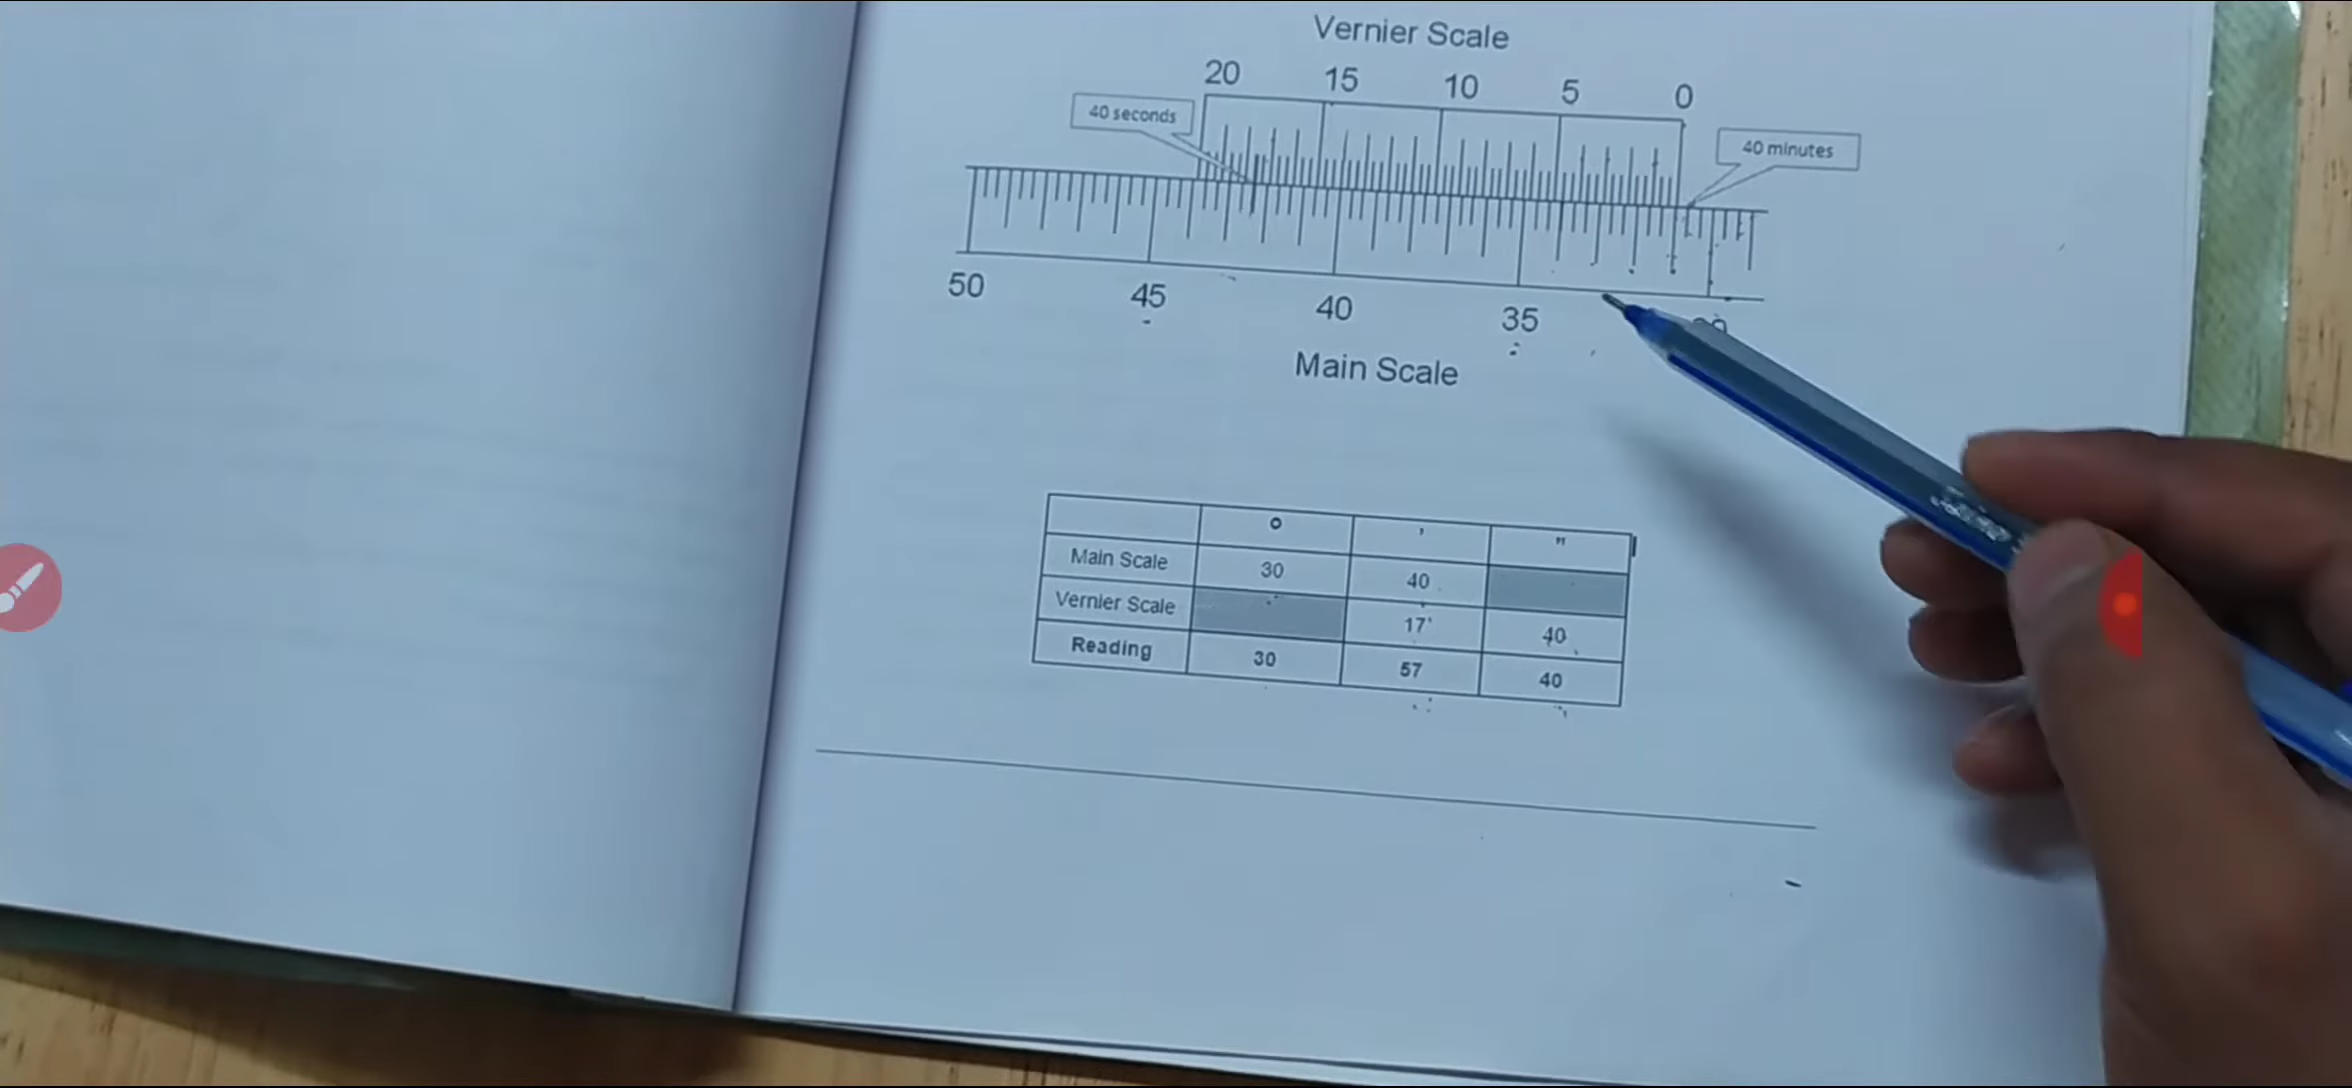 Vernier Scale
20 15 10 5 0
40 seconds
40 minutes
50 45 40 35
Main Scale
° ' "
Main Scale 30 40
Vernier Scale 17' 40
Reading 30 57 40